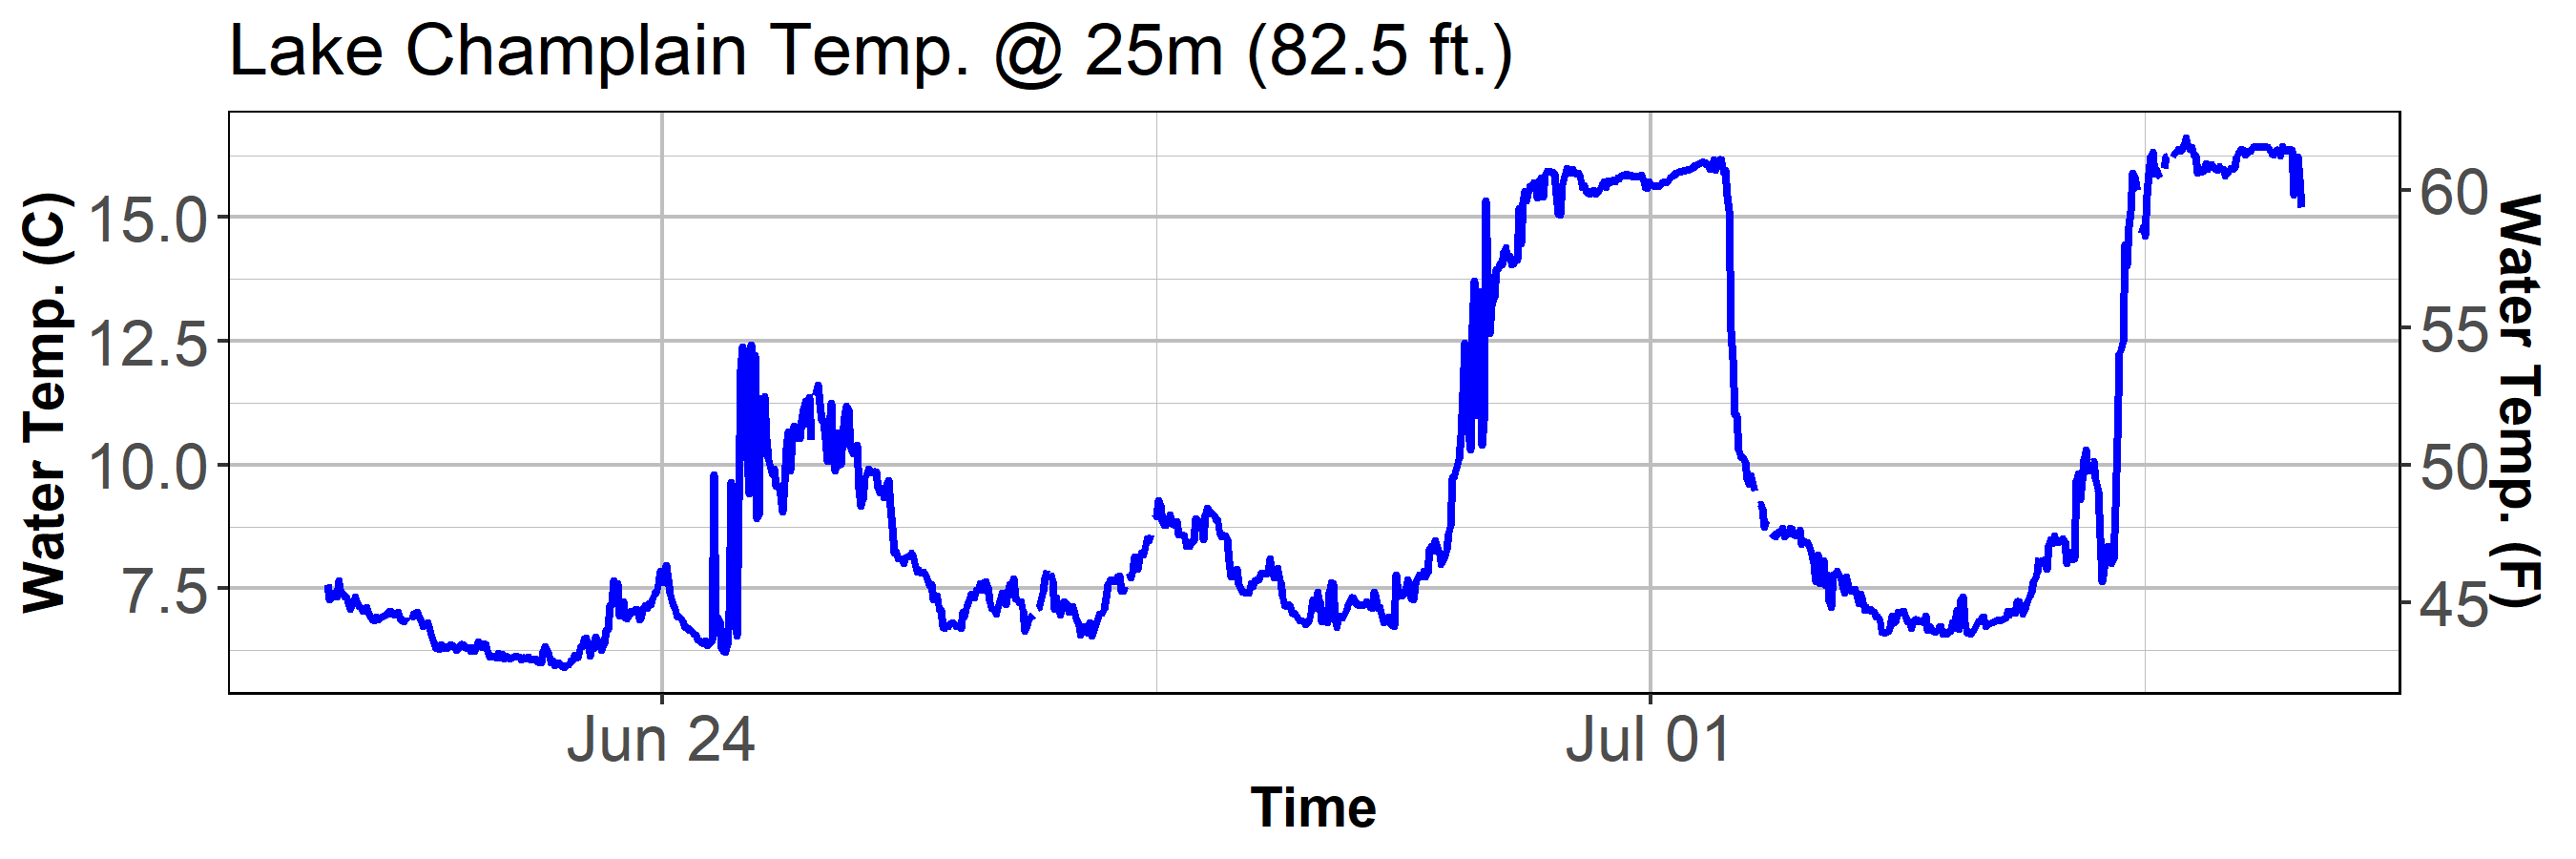 Lake Champlain Temp. @ 25m (82.5 ft.)
Water Temp. (C)
15.0
12.5
10.0
7.5
60
55
50
45
Water Temp. (F)
Jun 24
Jul 01
Time